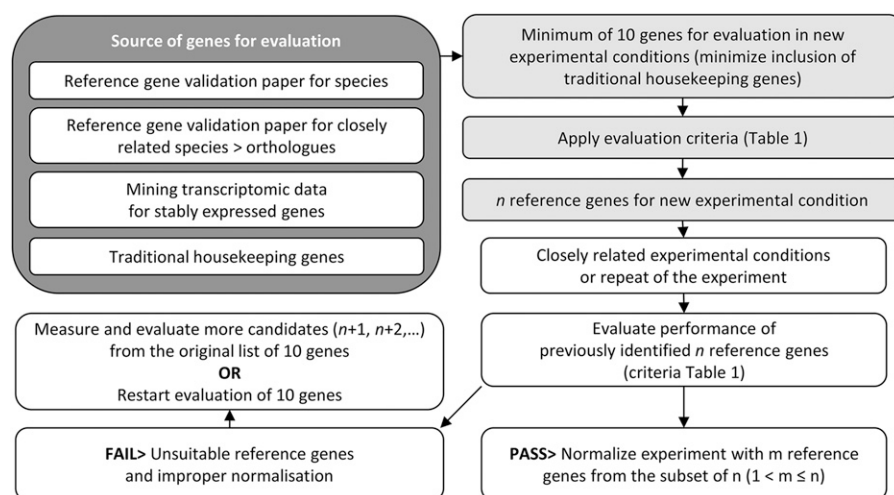 Source of genes for evaluation
Reference gene validation paper for species
Reference gene validation paper for closely
related species > orthologues
Mining transcriptomic data
for stably expressed genes
Traditional housekeeping genes
Minimum of 10 genes for evaluation in new
experimental conditions (minimize inclusion of
traditional housekeeping genes)
Apply evaluation criteria (Table 1)
n reference genes for new experimental condition
Closely related experimental conditions
or repeat of the experiment
Evaluate performance of
previously identified n reference genes
(criteria Table 1)
Measure and evaluate more candidates (n+1, n+2,...)
from the original list of 10 genes
OR
Restart evaluation of 10 genes
FAIL> Unsuitable reference genes
and improper normalisation
PASS> Normalize experiment with m reference
genes from the subset of n (1 < m ≤ n)